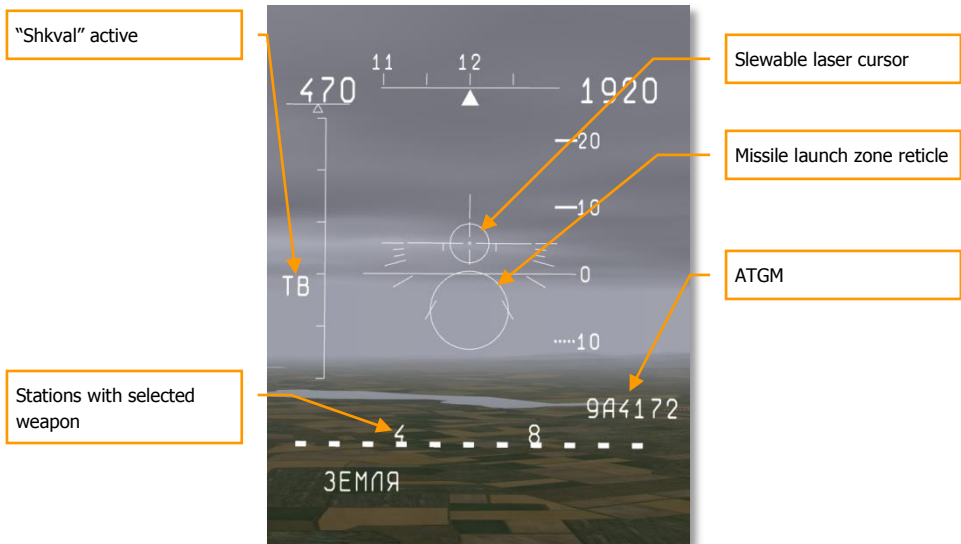 “Shkval” active
Slewable laser cursor
11 12
470
1920
20
Missile launch zone reticle
10
0
ТВ
ATGM
10
Stations with selected
weapon
9A4172
4 8
ЗЕМЛЯ